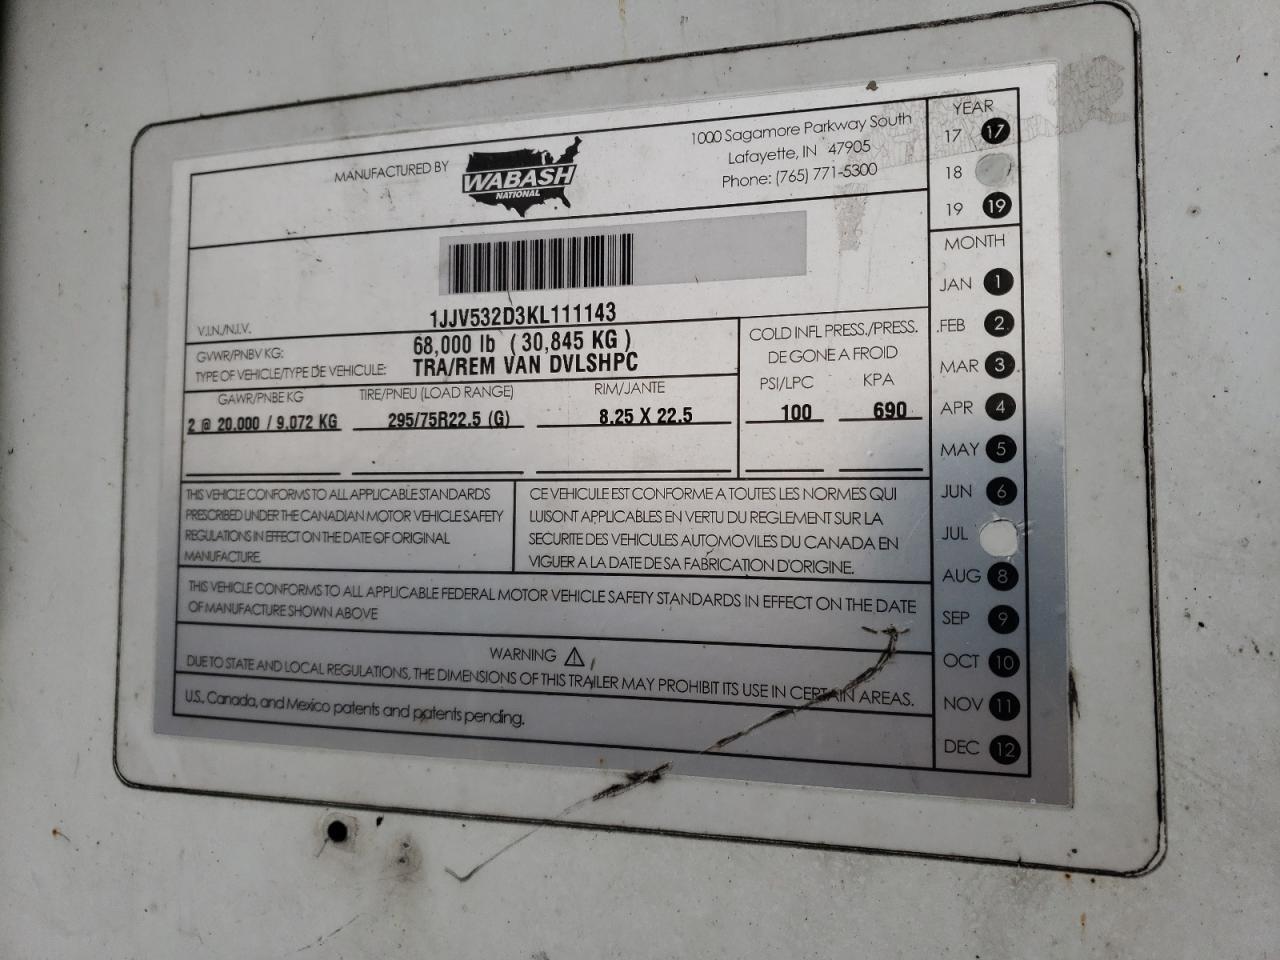 MANUFACTURED BY
WABASH
NATIONAL
1000 Sagamore Parkway South
Lafayette, IN 47905
Phone: (765) 771-5300
V.I.N./N.I.V.
1JJV532D3KL111143
GVWR/PNBV KG:
68,000 lb ( 30,845 KG )
TYPE OF VEHICLE/TYPE DE VEHICULE:
TRA/REM VAN DVLSHPC
GAWR/PNBE KG
TIRE/PNEU (LOAD RANGE)
RIM/JANTE
2 @ 20,000 / 9,072 KG
295/75R22.5 (G)
8.25 X 22.5
COLD INFL PRESS./PRESS.
DE GONE A FROID
PSI/LPC KPA
100 690
THIS VEHICLE CONFORMS TO ALL APPLICABLE STANDARDS
PRESCRIBED UNDER THE CANADIAN MOTOR VEHICLE SAFETY
REGULATIONS IN EFFECT ON THE DATE OF ORIGINAL
MANUFACTURE.
CE VEHICULE EST CONFORME A TOUTES LES NORMES QUI
LUISONT APPLICABLES EN VERTU DU REGLEMENT SUR LA
SECURITE DES VEHICULES AUTOMOVILES DU CANADA EN
VIGUER A LA DATE DE SA FABRICATION D'ORIGINE.
THIS VEHICLE CONFORMS TO ALL APPLICABLE FEDERAL MOTOR VEHICLE SAFETY STANDARDS IN EFFECT ON THE DATE
OF MANUFACTURE SHOWN ABOVE
WARNING
DUE TO STATE AND LOCAL REGULATIONS, THE DIMENSIONS OF THIS TRAILER MAY PROHIBIT ITS USE IN CERTAIN AREAS.
U.S., Canada, and Mexico patents and patents pending.
YEAR
17 17
18
19 19
MONTH
JAN 1
FEB 2
MAR 3
APR 4
MAY 5
JUN 6
JUL
AUG 8
SEP 9
OCT 10
NOV 11
DEC 12